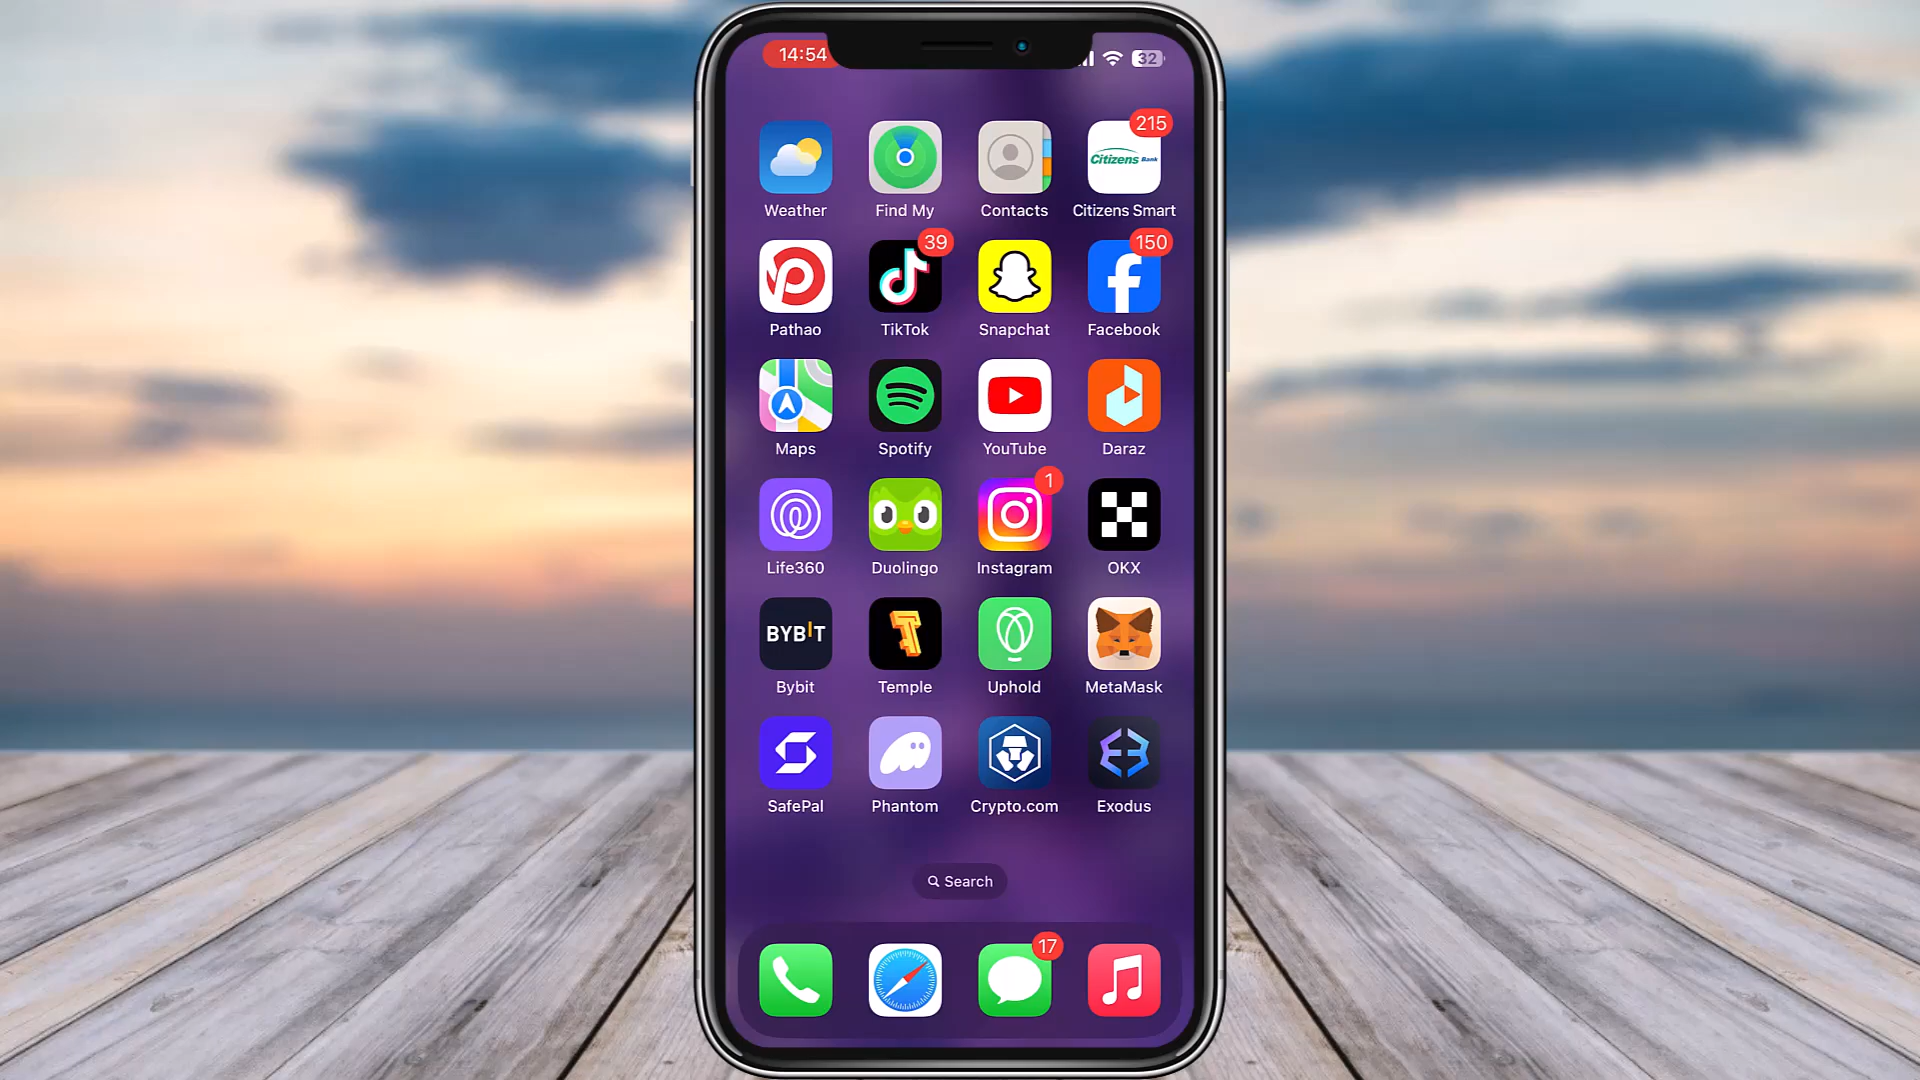 14:54
32
215
Citizens Bank
Weather
Find My
Contacts
Citizens Smart
39
150
Pathao
TikTok
Snapchat
Facebook
Maps
Spotify
YouTube
Daraz
1
Life360
Duolingo
Instagram
OKX
BYBIT
Bybit
Temple
Uphold
MetaMask
SafePal
Phantom
Crypto.com
Exodus
Search
17